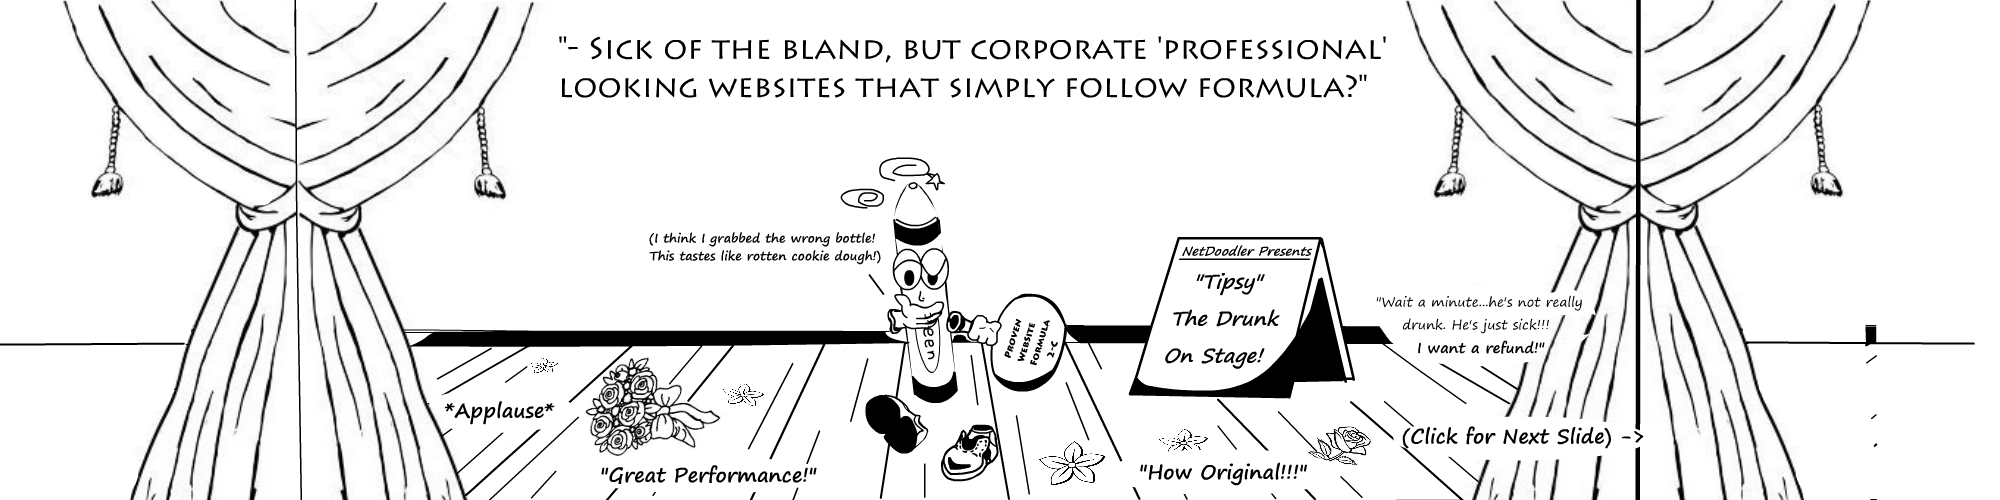 "- Sick of the bland, but corporate 'professional'
looking websites that simply follow formula?"
(I think I grabbed the wrong bottle!
This tastes like rotten cookie dough!)
een
PROVEN
WEBSITE
FORMULA
2-C
NetDoodler Presents
"Tipsy"
The Drunk
On Stage!
"Wait a minute...he's not really
drunk. He's just sick!!!
I want a refund!"
*Applause*
"Great Performance!"
"How Original!!!"
(Click for Next Slide) ->